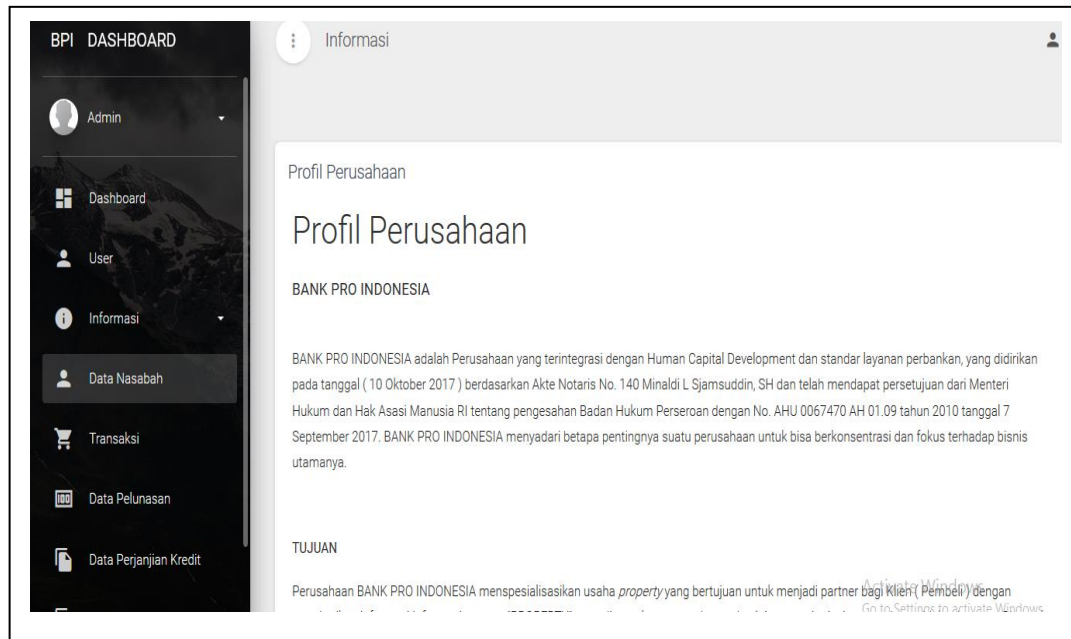 BPI DASHBOARD
Admin
Dashboard
User
Informasi
Data Nasabah
Transaksi
Data Pelunasan
Data Perjanjian Kredit
Informasi
Profil Perusahaan
Profil Perusahaan
BANK PRO INDONESIA
BANK PRO INDONESIA adalah Perusahaan yang terintegrasi dengan Human Capital Development dan standar layanan perbankan, yang didirikan
pada tanggal ( 10 Oktober 2017 ) berdasarkan Akte Notaris No. 140 Minaldi L Sjamsuddin, SH dan telah mendapat persetujuan dari Menteri
Hukum dan Hak Asasi Manusia RI tentang pengesahan Badan Hukum Perseroan dengan No. AHU 0067470 AH 01.09 tahun 2010 tanggal 7
September 2017. BANK PRO INDONESIA menyadari betapa pentingnya suatu perusahaan untuk bisa berkonsentrasi dan fokus terhadap bisnis
utamanya.
TUJUAN
Perusahaan BANK PRO INDONESIA menspesialisasikan usaha property yang bertujuan untuk menjadi partner bagi Klien ( Pembeli ) dengan
Activate Windows
Go to Settings to activate Windows.